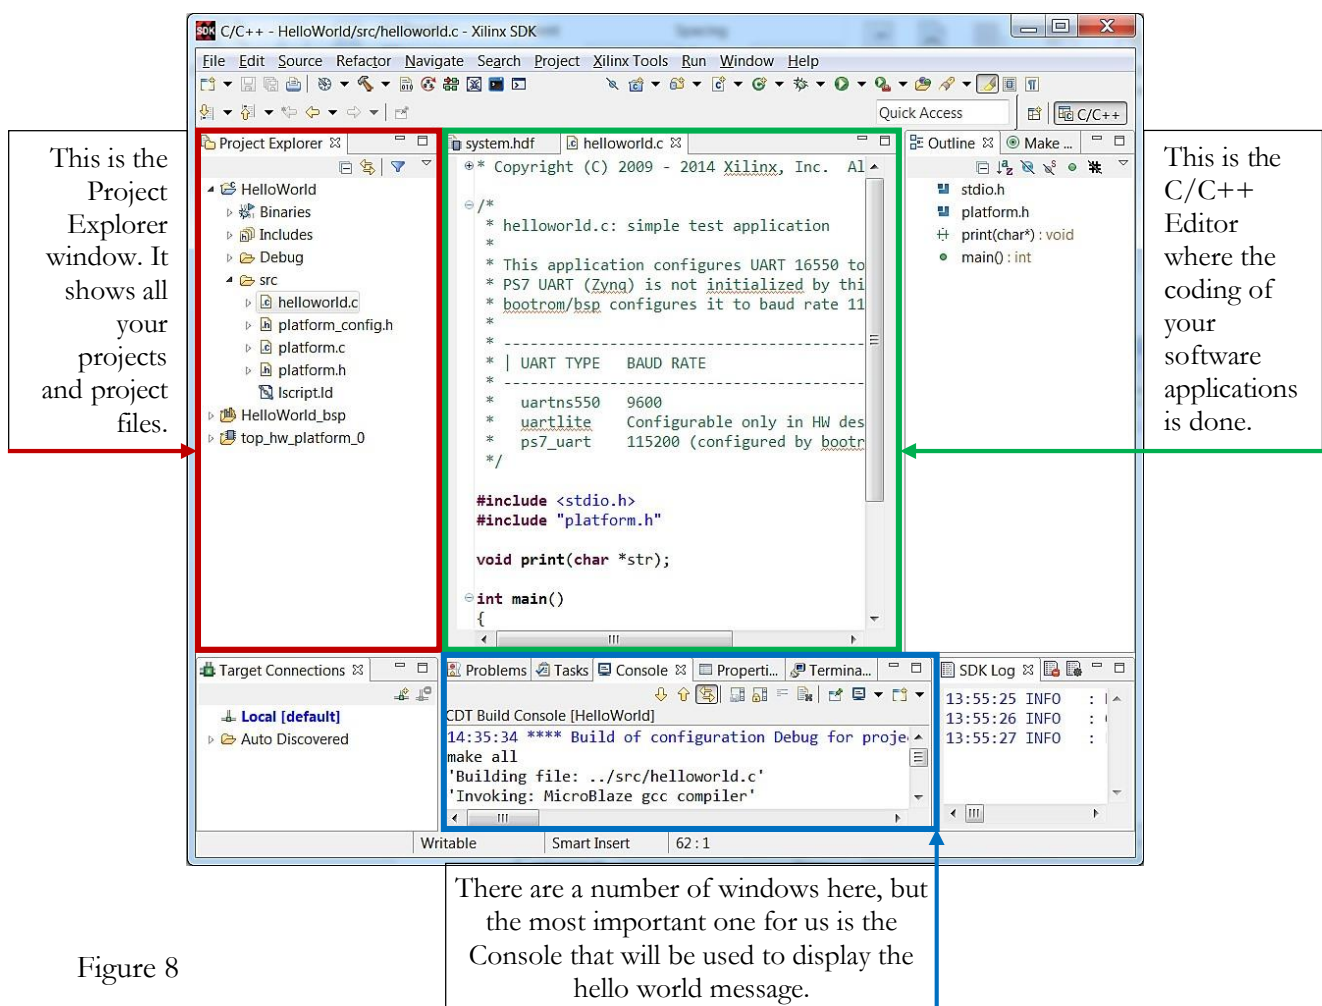 SDK C/C++ - HelloWorld/src/helloworld.c - Xilinx SDK
File Edit Source Refactor Navigate Search Project Xilinx Tools Run Window Help
Quick Access
C/C++
This is the
Project
Explorer
window. It
shows all
your
projects
and project
files.
Project Explorer
HelloWorld
Binaries
Includes
Debug
src
helloworld.c
platform_config.h
platform.c
platform.h
lscript.ld
HelloWorld_bsp
top_hw_platform_0
system.hdf helloworld.c
* Copyright (C) 2009 - 2014 Xilinx, Inc. Al
/*
* helloworld.c: simple test application
*
* This application configures UART 16550 to
* PS7 UART (Zynq) is not initialized by thi
* bootrom/bsp configures it to baud rate 11
*
* ------------------------------------------------
* | UART TYPE BAUD RATE
* ------------------------------------------------
* uartns550 9600
* uartlite Configurable only in HW des
* ps7_uart 115200 (configured by bootr
*/
#include <stdio.h>
#include "platform.h"
void print(char *str);
int main()
{
Outline Make ...
stdio.h
platform.h
print(char*) : void
main() : int
This is the
C/C++
Editor
where the
coding of
your
software
applications
is done.
Target Connections
Local [default]
Auto Discovered
Problems Tasks Console Properti... Termina...
CDT Build Console [HelloWorld]
14:35:34 **** Build of configuration Debug for proje
make all
'Building file: ../src/helloworld.c'
'Invoking: MicroBlaze gcc compiler'
SDK Log
13:55:25 INFO :
13:55:26 INFO :
13:55:27 INFO :
Writable Smart Insert 62 : 1
There are a number of windows here, but
the most important one for us is the
Console that will be used to display the
hello world message.
Figure 8